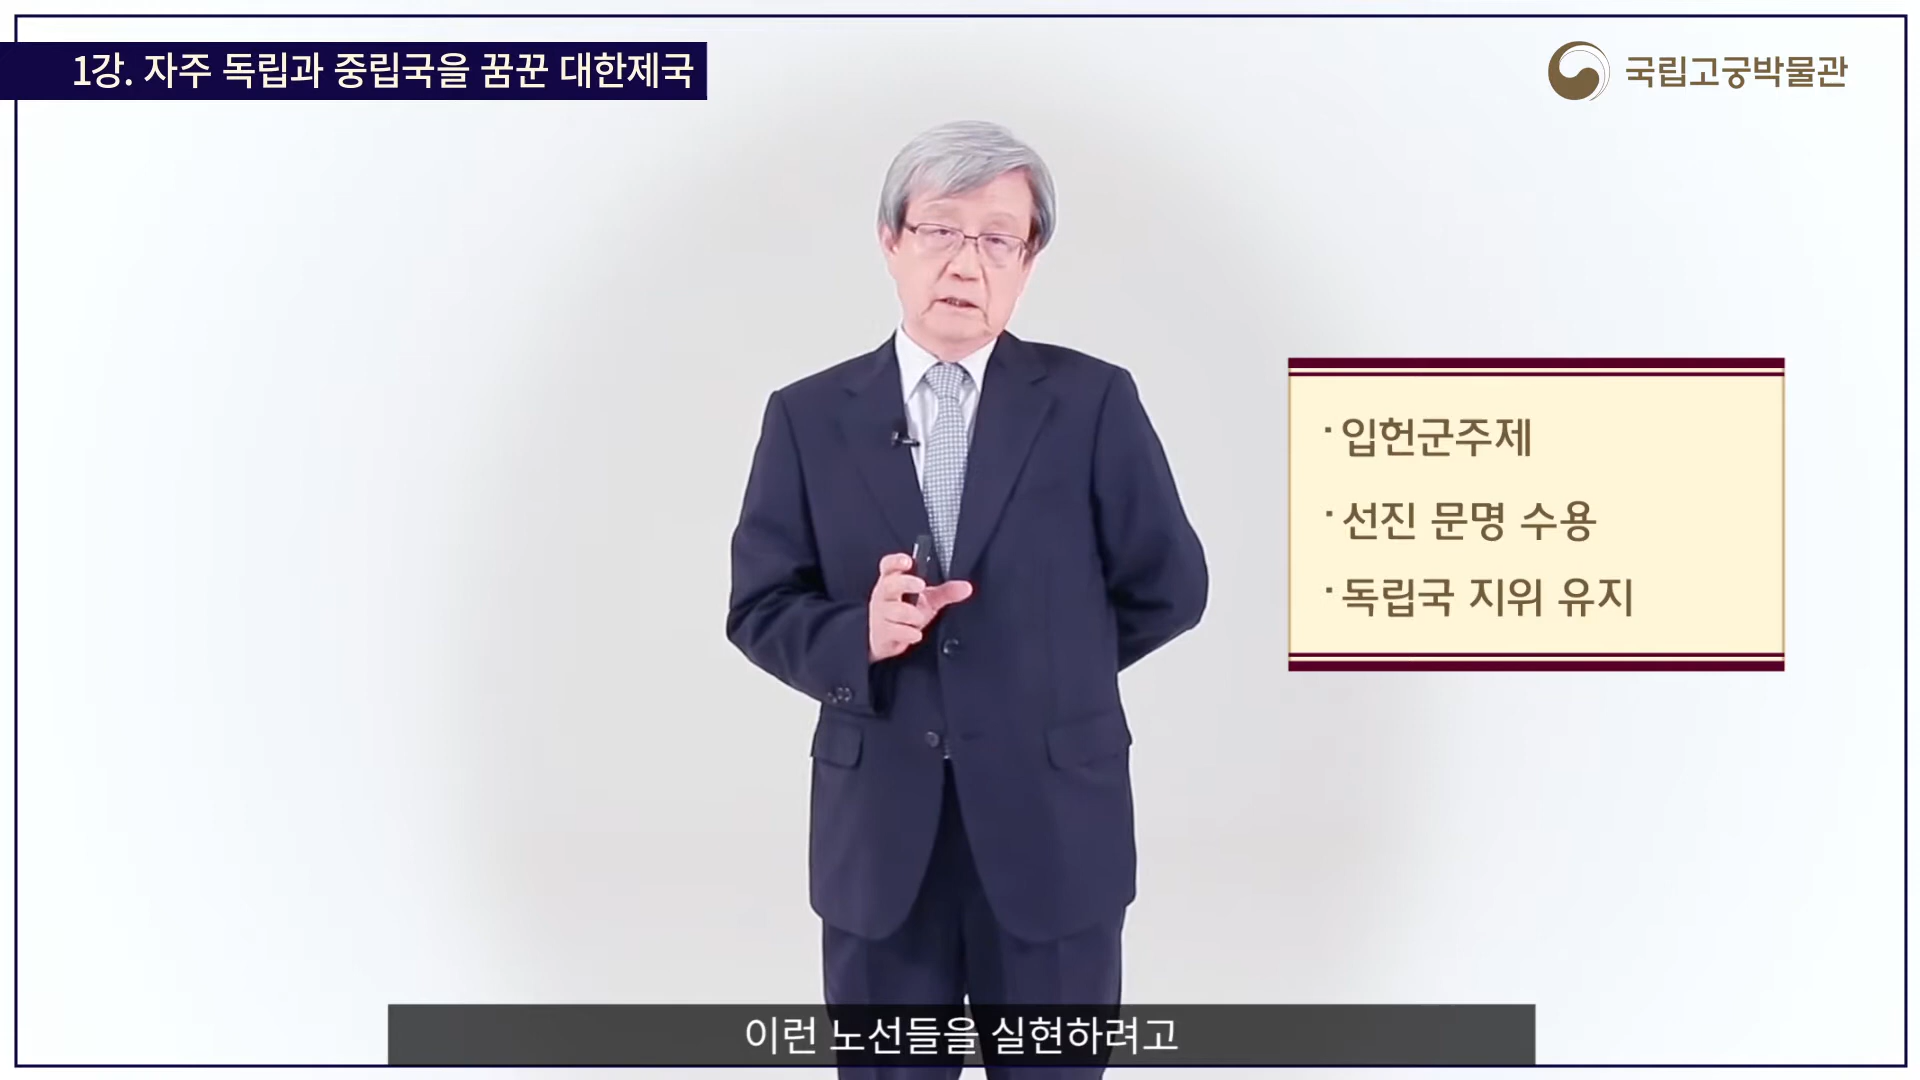 1강. 자주 독립과 중립국을 꿈꾼 대한제국
국립고궁박물관
·입헌군주제
·선진 문명 수용
·독립국 지위 유지
이런 노선들을 실현하려고